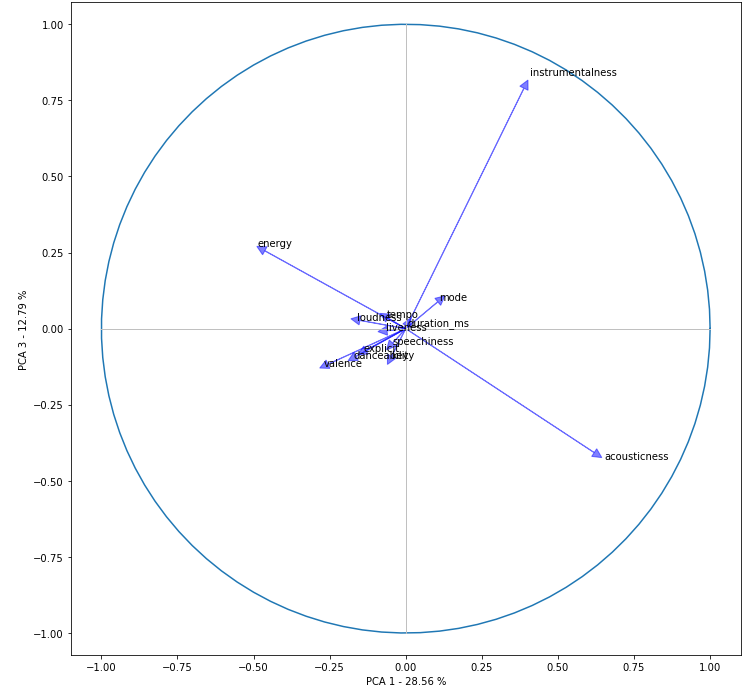 1.00
0.75
0.50
0.25
0.00
−0.25
−0.50
−0.75
−1.00
PCA 3 - 12.79 %
instrumentalness
energy
mode
tempo
loudness
duration_ms
liveness
speechiness
explicit
danceability
valence
acousticness
−1.00 −0.75 −0.50 −0.25 0.00 0.25 0.50 0.75 1.00
PCA 1 - 28.56 %